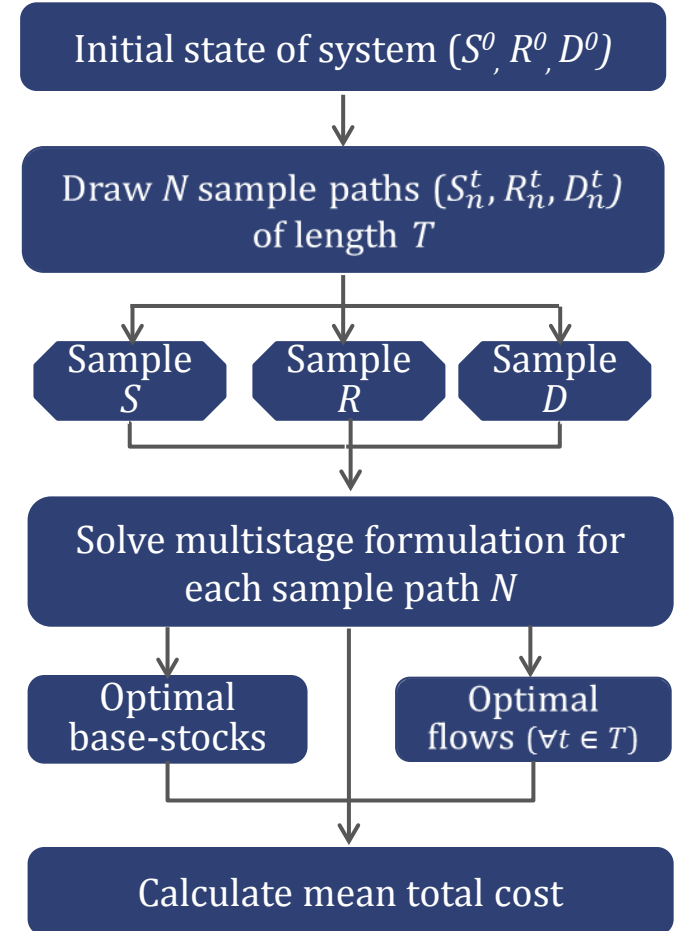 Initial state of system (S⁰, R⁰, D⁰)
Draw N sample paths (Sₙᵗ, Rₙᵗ, Dₙᵗ)
of length T
Sample
S
Sample
R
Sample
D
Solve multistage formulation for
each sample path N
Optimal
base-stocks
Optimal
flows (∀t ∈ T)
Calculate mean total cost